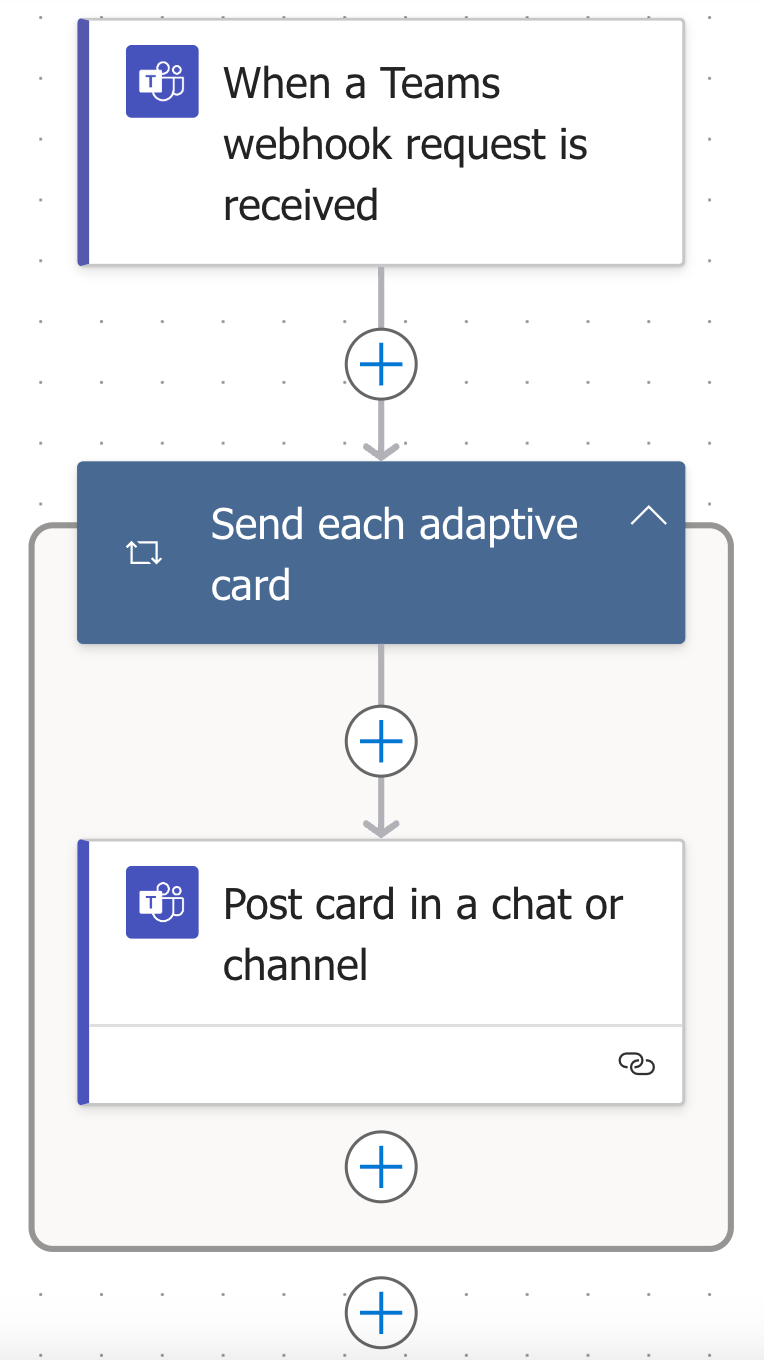 When a Teams
webhook request is
received
Send each adaptive
card
Post card in a chat or
channel